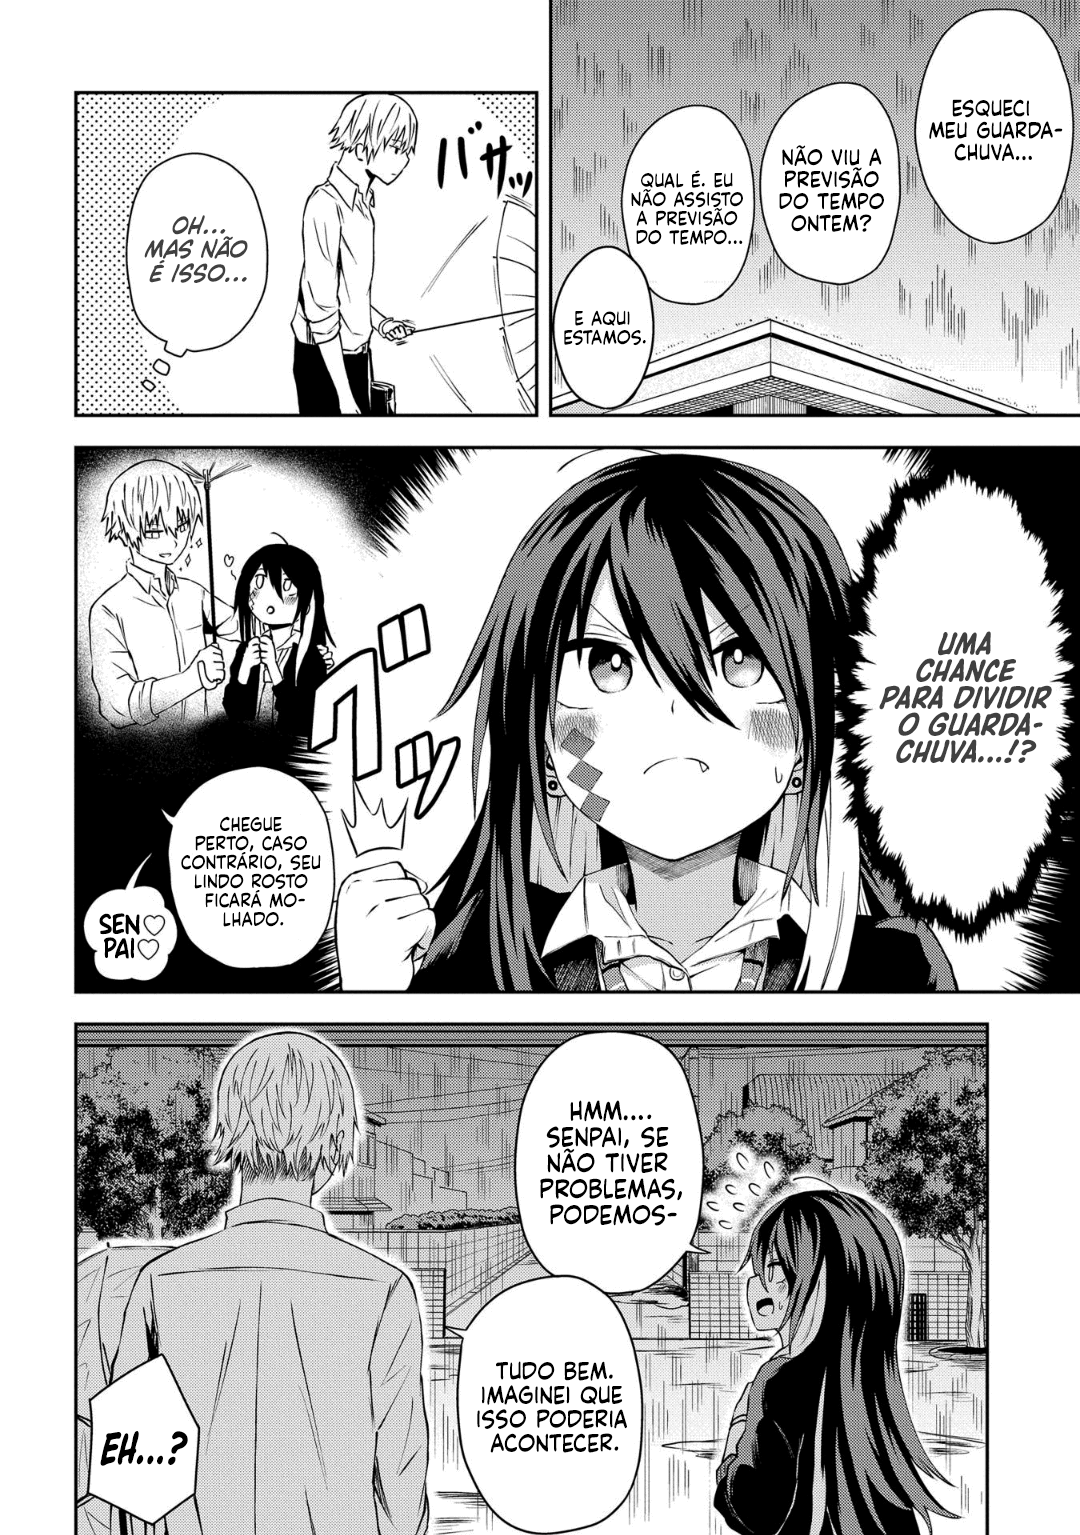 ESQUECI
MEU GUARDA-
CHUVA...
NÃO VIU A
PREVISÃO
DO TEMPO
ONTEM?
QUAL É. EU
NÃO ASSISTO
A PREVISÃO
DO TEMPO...
E AQUI
ESTAMOS.
バサッ
OH...
MAS NÃO
É ISSO...
UMA
CHANCE
PARA DIVIDIR
O GUARDA-
CHUVA...!?
グッ
CHEGUE
PERTO, CASO
CONTRÁRIO, SEU
LINDO ROSTO
FICARÁ MO-
LHADO.
SEN♡
PAI♡
HMM....
SENPAI, SE
NÃO TIVER
PROBLEMAS,
PODEMOS-
TUDO BEM.
IMAGINEI QUE
ISSO PODERIA
ACONTECER.
EH...?